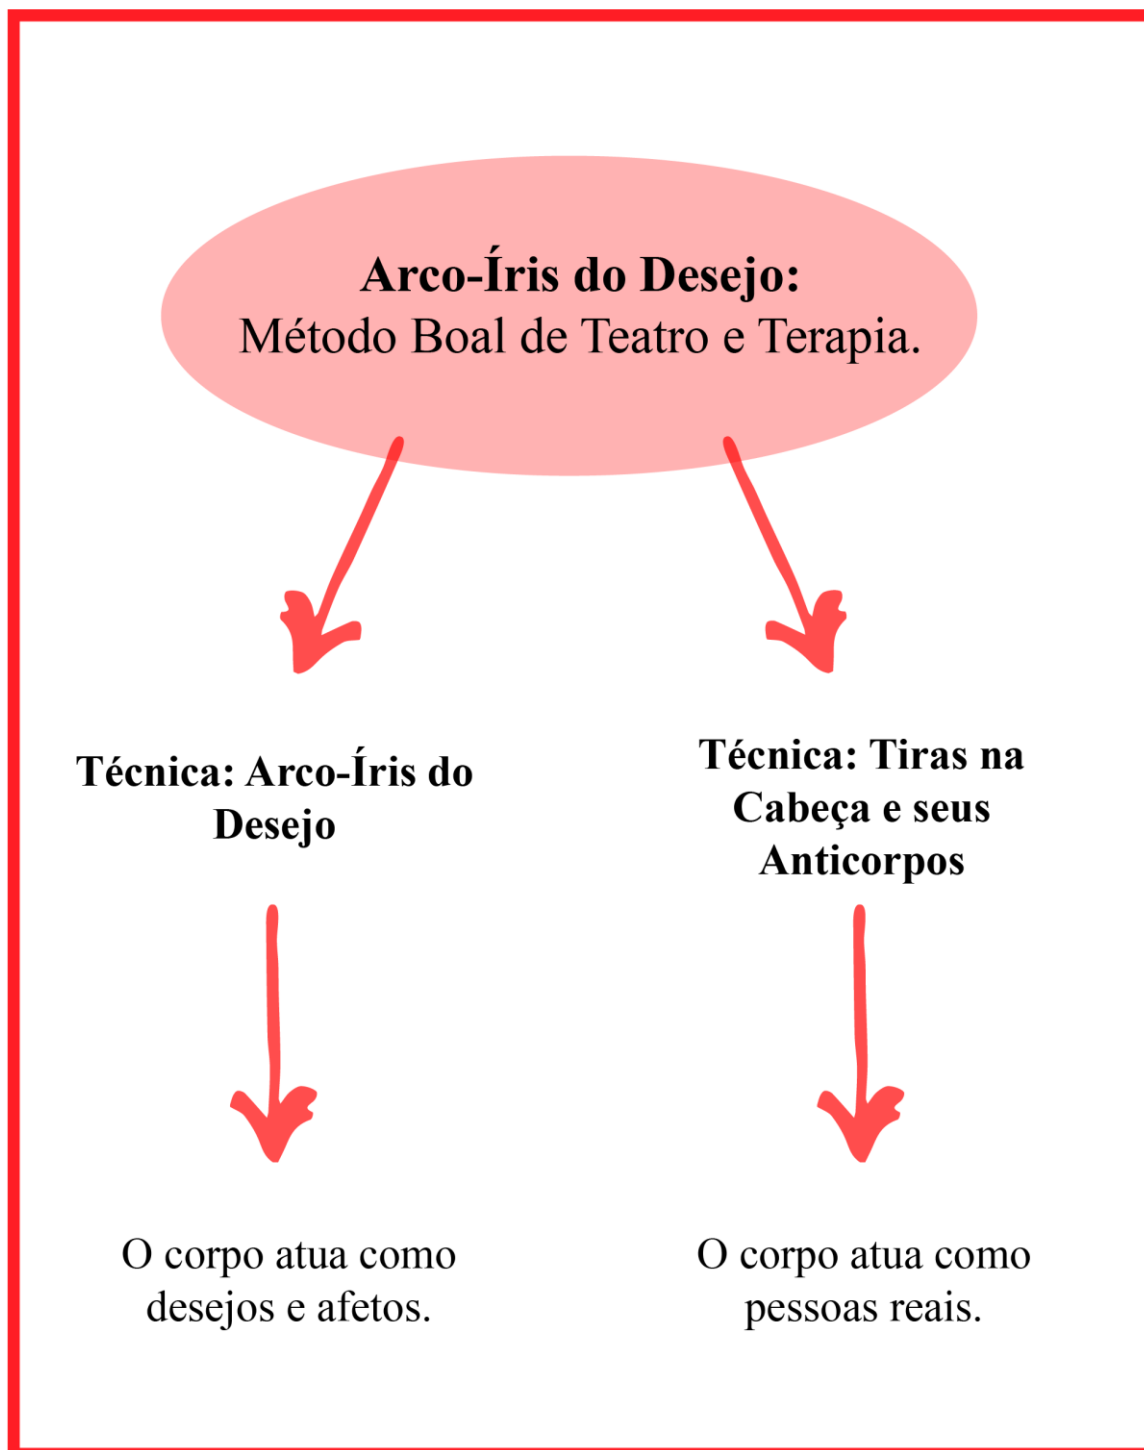 Arco-Íris do Desejo:
Método Boal de Teatro e Terapia.
Técnica: Arco-Íris do
Desejo
Técnica: Tiras na
Cabeça e seus
Anticorpos
O corpo atua como
desejos e afetos.
O corpo atua como
pessoas reais.